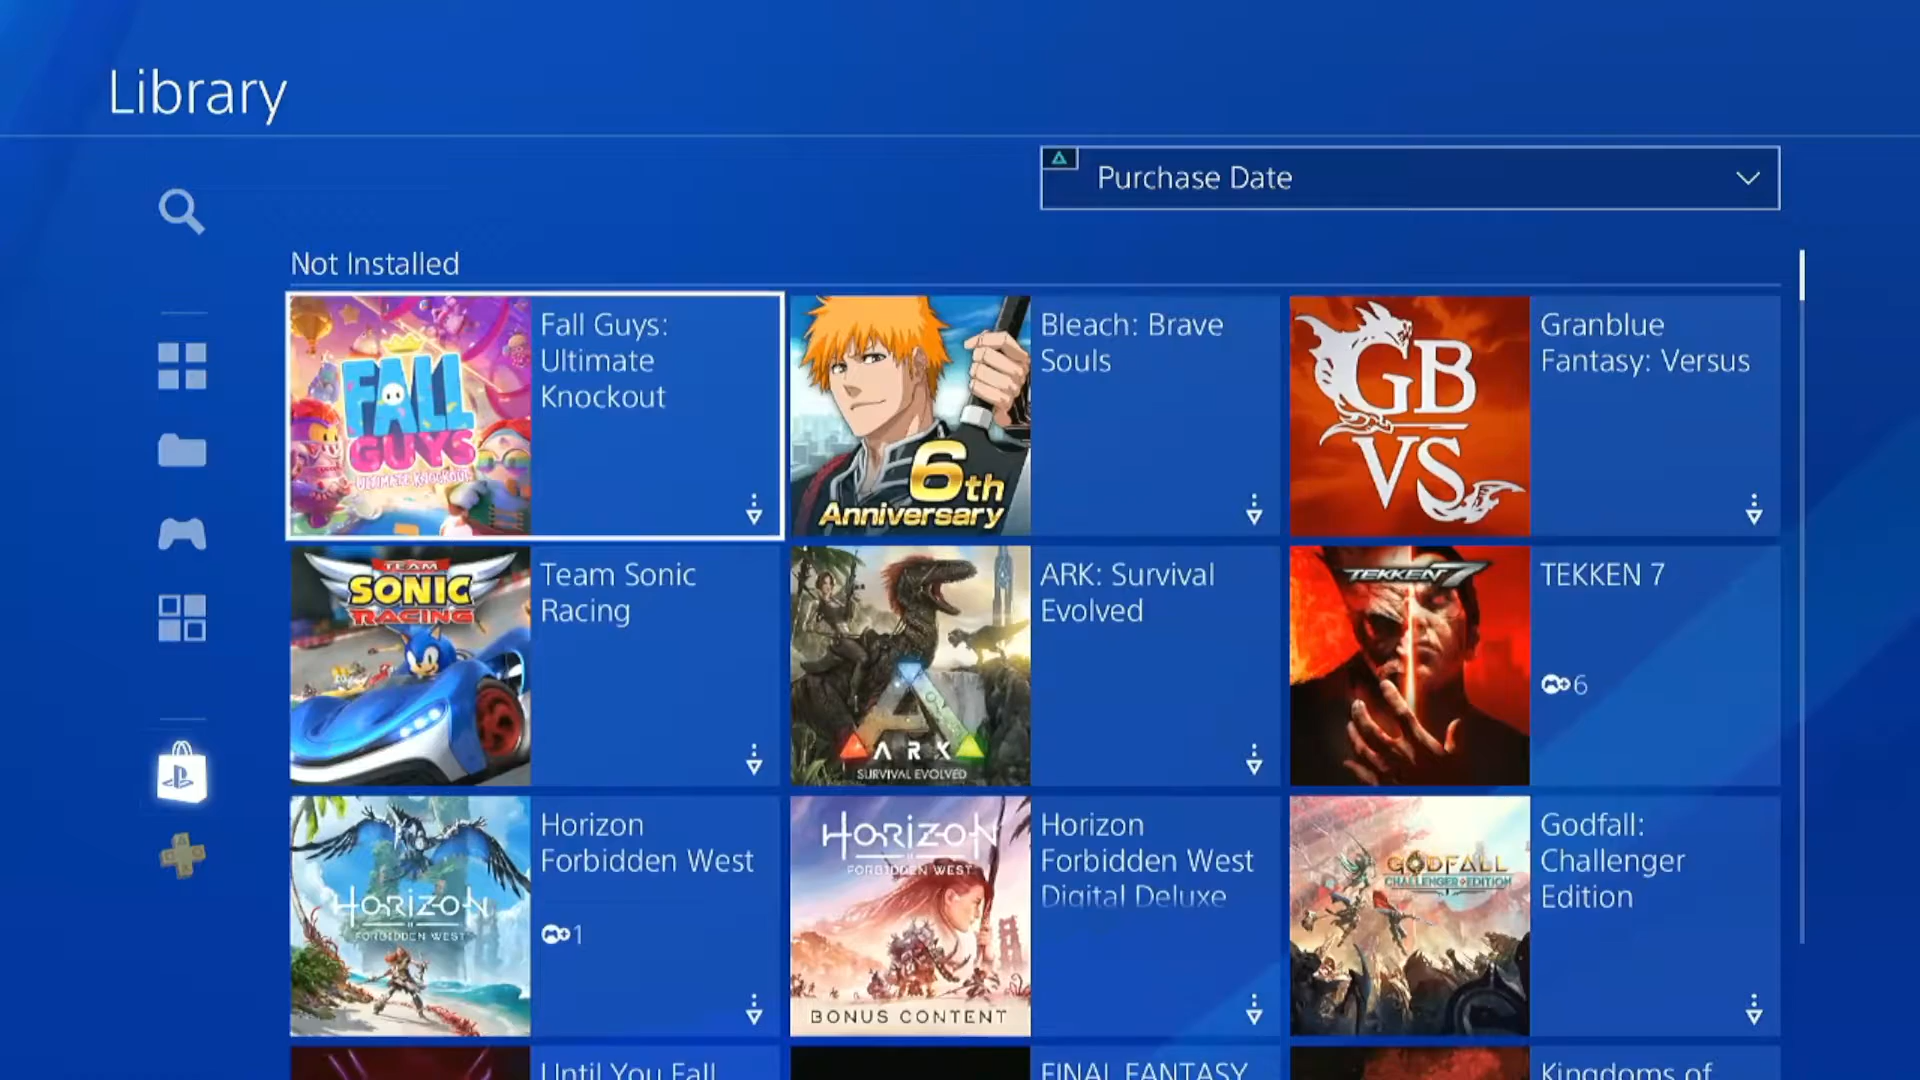 Library
Purchase Date
Not Installed
FALL
GUYS
ULTIMATE KNOCKOUT
Fall Guys:
Ultimate
Knockout
6th
Anniversary
Bleach: Brave
Souls
GB
VS
Granblue
Fantasy: Versus
TEAM
SONIC
RACING
Team Sonic
Racing
ARK
SURVIVAL EVOLVED
ARK: Survival
Evolved
TEKKEN 7
TEKKEN 7
6
HORIZON
FORBIDDEN WEST
Horizon
Forbidden West
1
HORIZON
FORBIDDEN WEST
BONUS CONTENT
Horizon
Forbidden West
Digital Deluxe
GODFALL
CHALLENGER EDITION
Godfall:
Challenger
Edition
Until You Fall
FINAL FANTASY
Kingdoms of